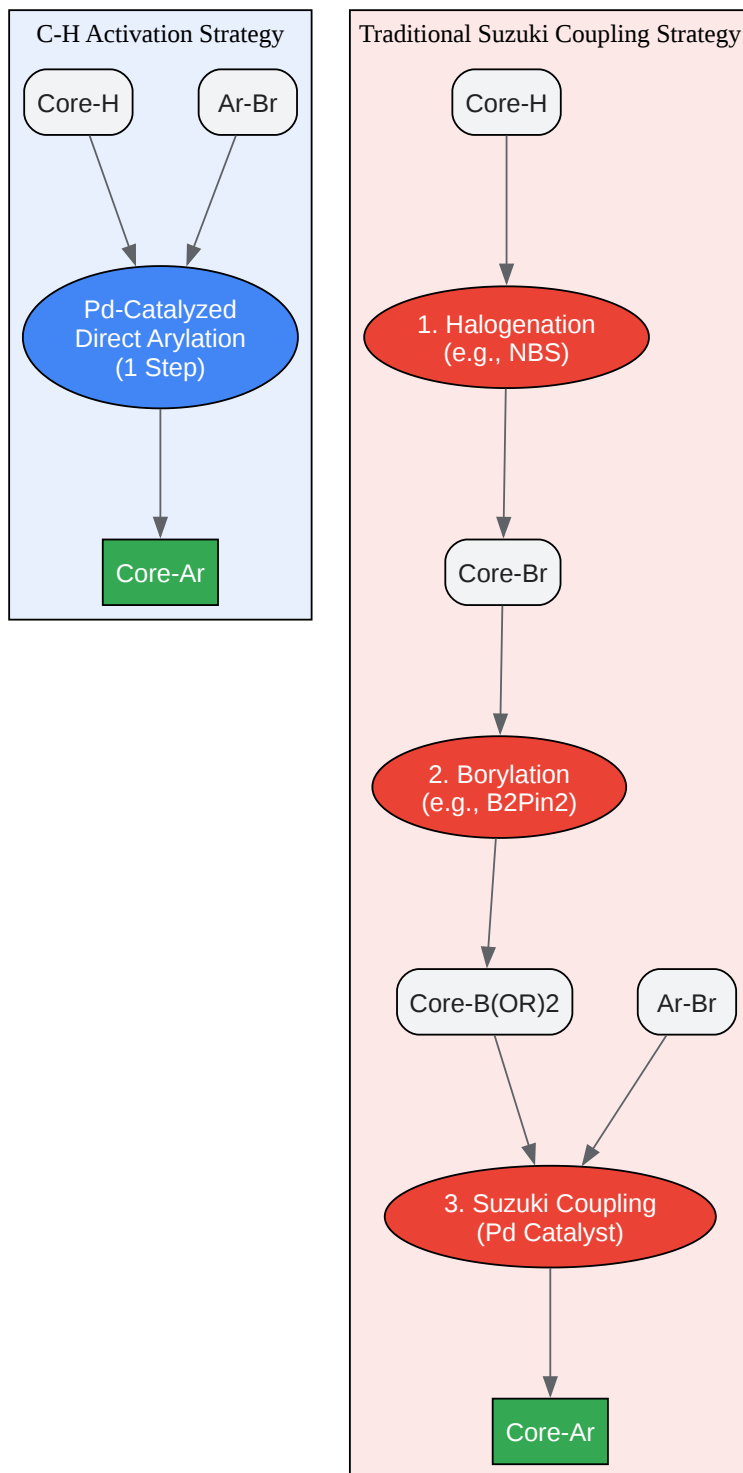 C-H Activation Strategy
Core-H
Ar-Br
Pd-Catalyzed
Direct Arylation
(1 Step)
Core-Ar
Traditional Suzuki Coupling Strategy
Core-H
1. Halogenation
(e.g., NBS)
Core-Br
2. Borylation
(e.g., B2Pin2)
Core-B(OR)2
Ar-Br
3. Suzuki Coupling
(Pd Catalyst)
Core-Ar